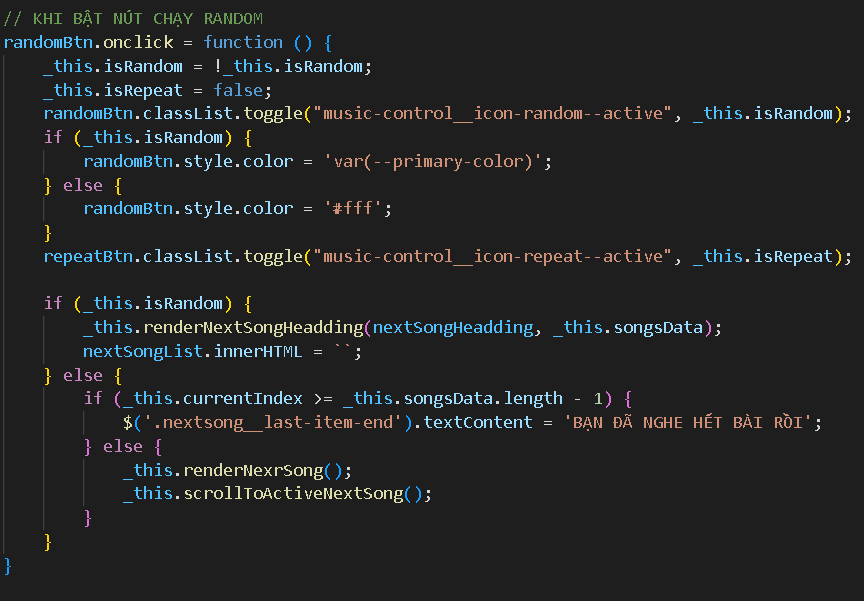 // KHI BẬT NÚT CHẠY RANDOM
randomBtn.onclick = function () {
    _this.isRandom = !_this.isRandom;
    _this.isRepeat = false;
    randomBtn.classList.toggle("music-control__icon-random--active", _this.isRandom);
    if (_this.isRandom) {
        randomBtn.style.color = 'var(--primary-color)';
    } else {
        randomBtn.style.color = '#fff';
    }
    repeatBtn.classList.toggle("music-control__icon-repeat--active", _this.isRepeat);

    if (_this.isRandom) {
        _this.renderNextSongHeadding(nextSongHeadding, _this.songsData);
        nextSongList.innerHTML = ``;
    } else {
        if (_this.currentIndex >= _this.songsData.length - 1) {
            $('.nextsong__last-item-end').textContent = 'BẠN ĐÃ NGHE HẾT BÀI RỒI';
        } else {
            _this.renderNexrSong();
            _this.scrollToActiveNextSong();
        }
    }
}